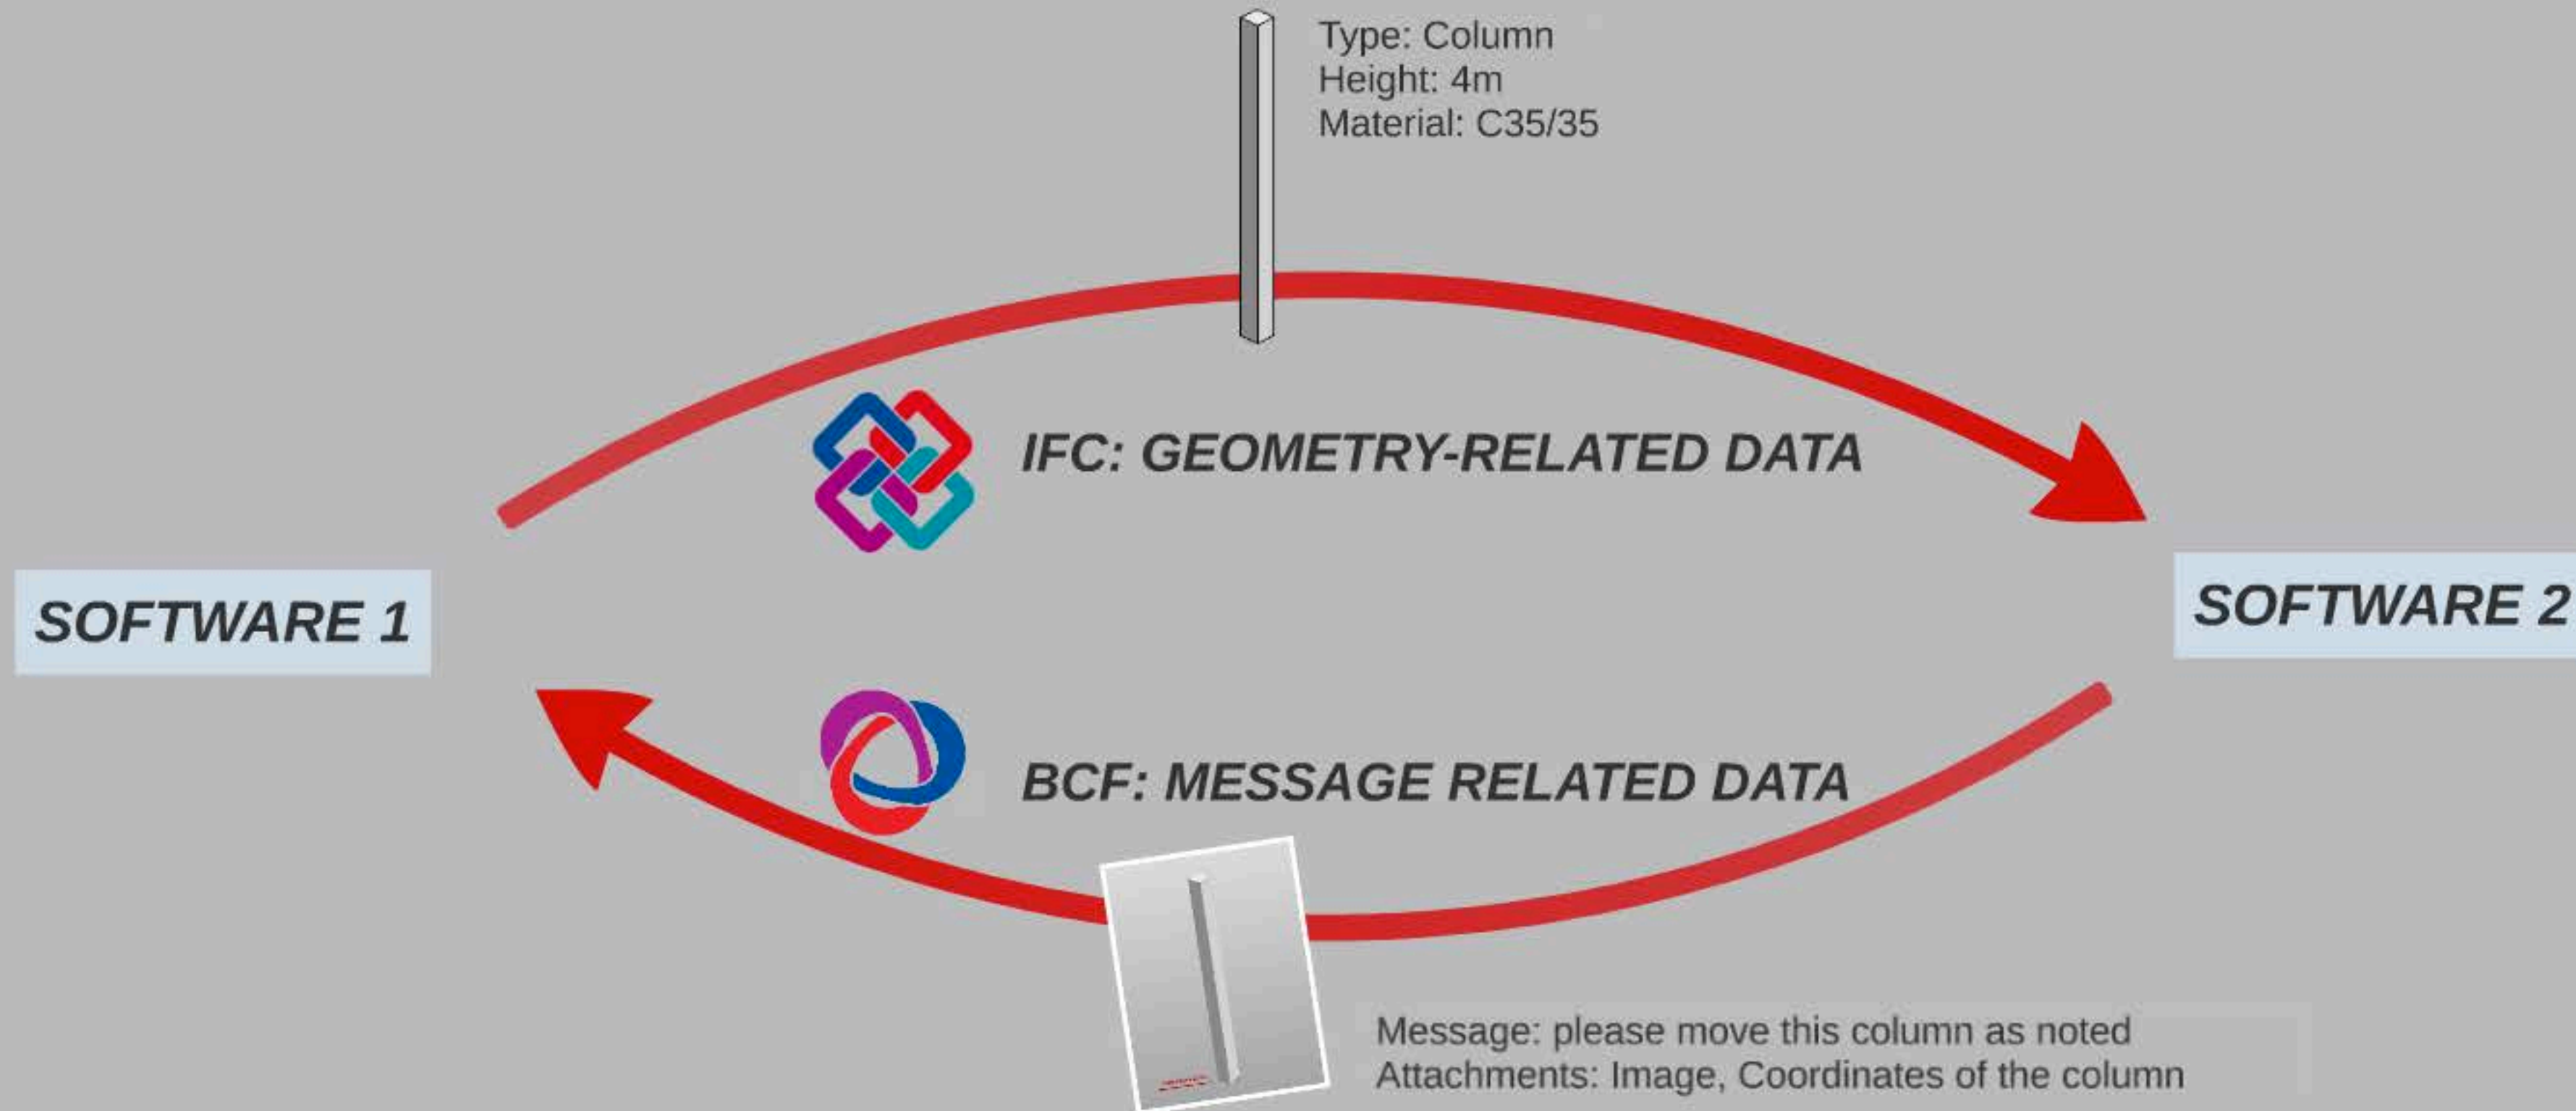 Type: Column
Height: 4m
Material: C35/35
IFC: GEOMETRY-RELATED DATA
SOFTWARE 1
SOFTWARE 2
BCF: MESSAGE RELATED DATA
Message: please move this column as noted
Attachments: Image, Coordinates of the column